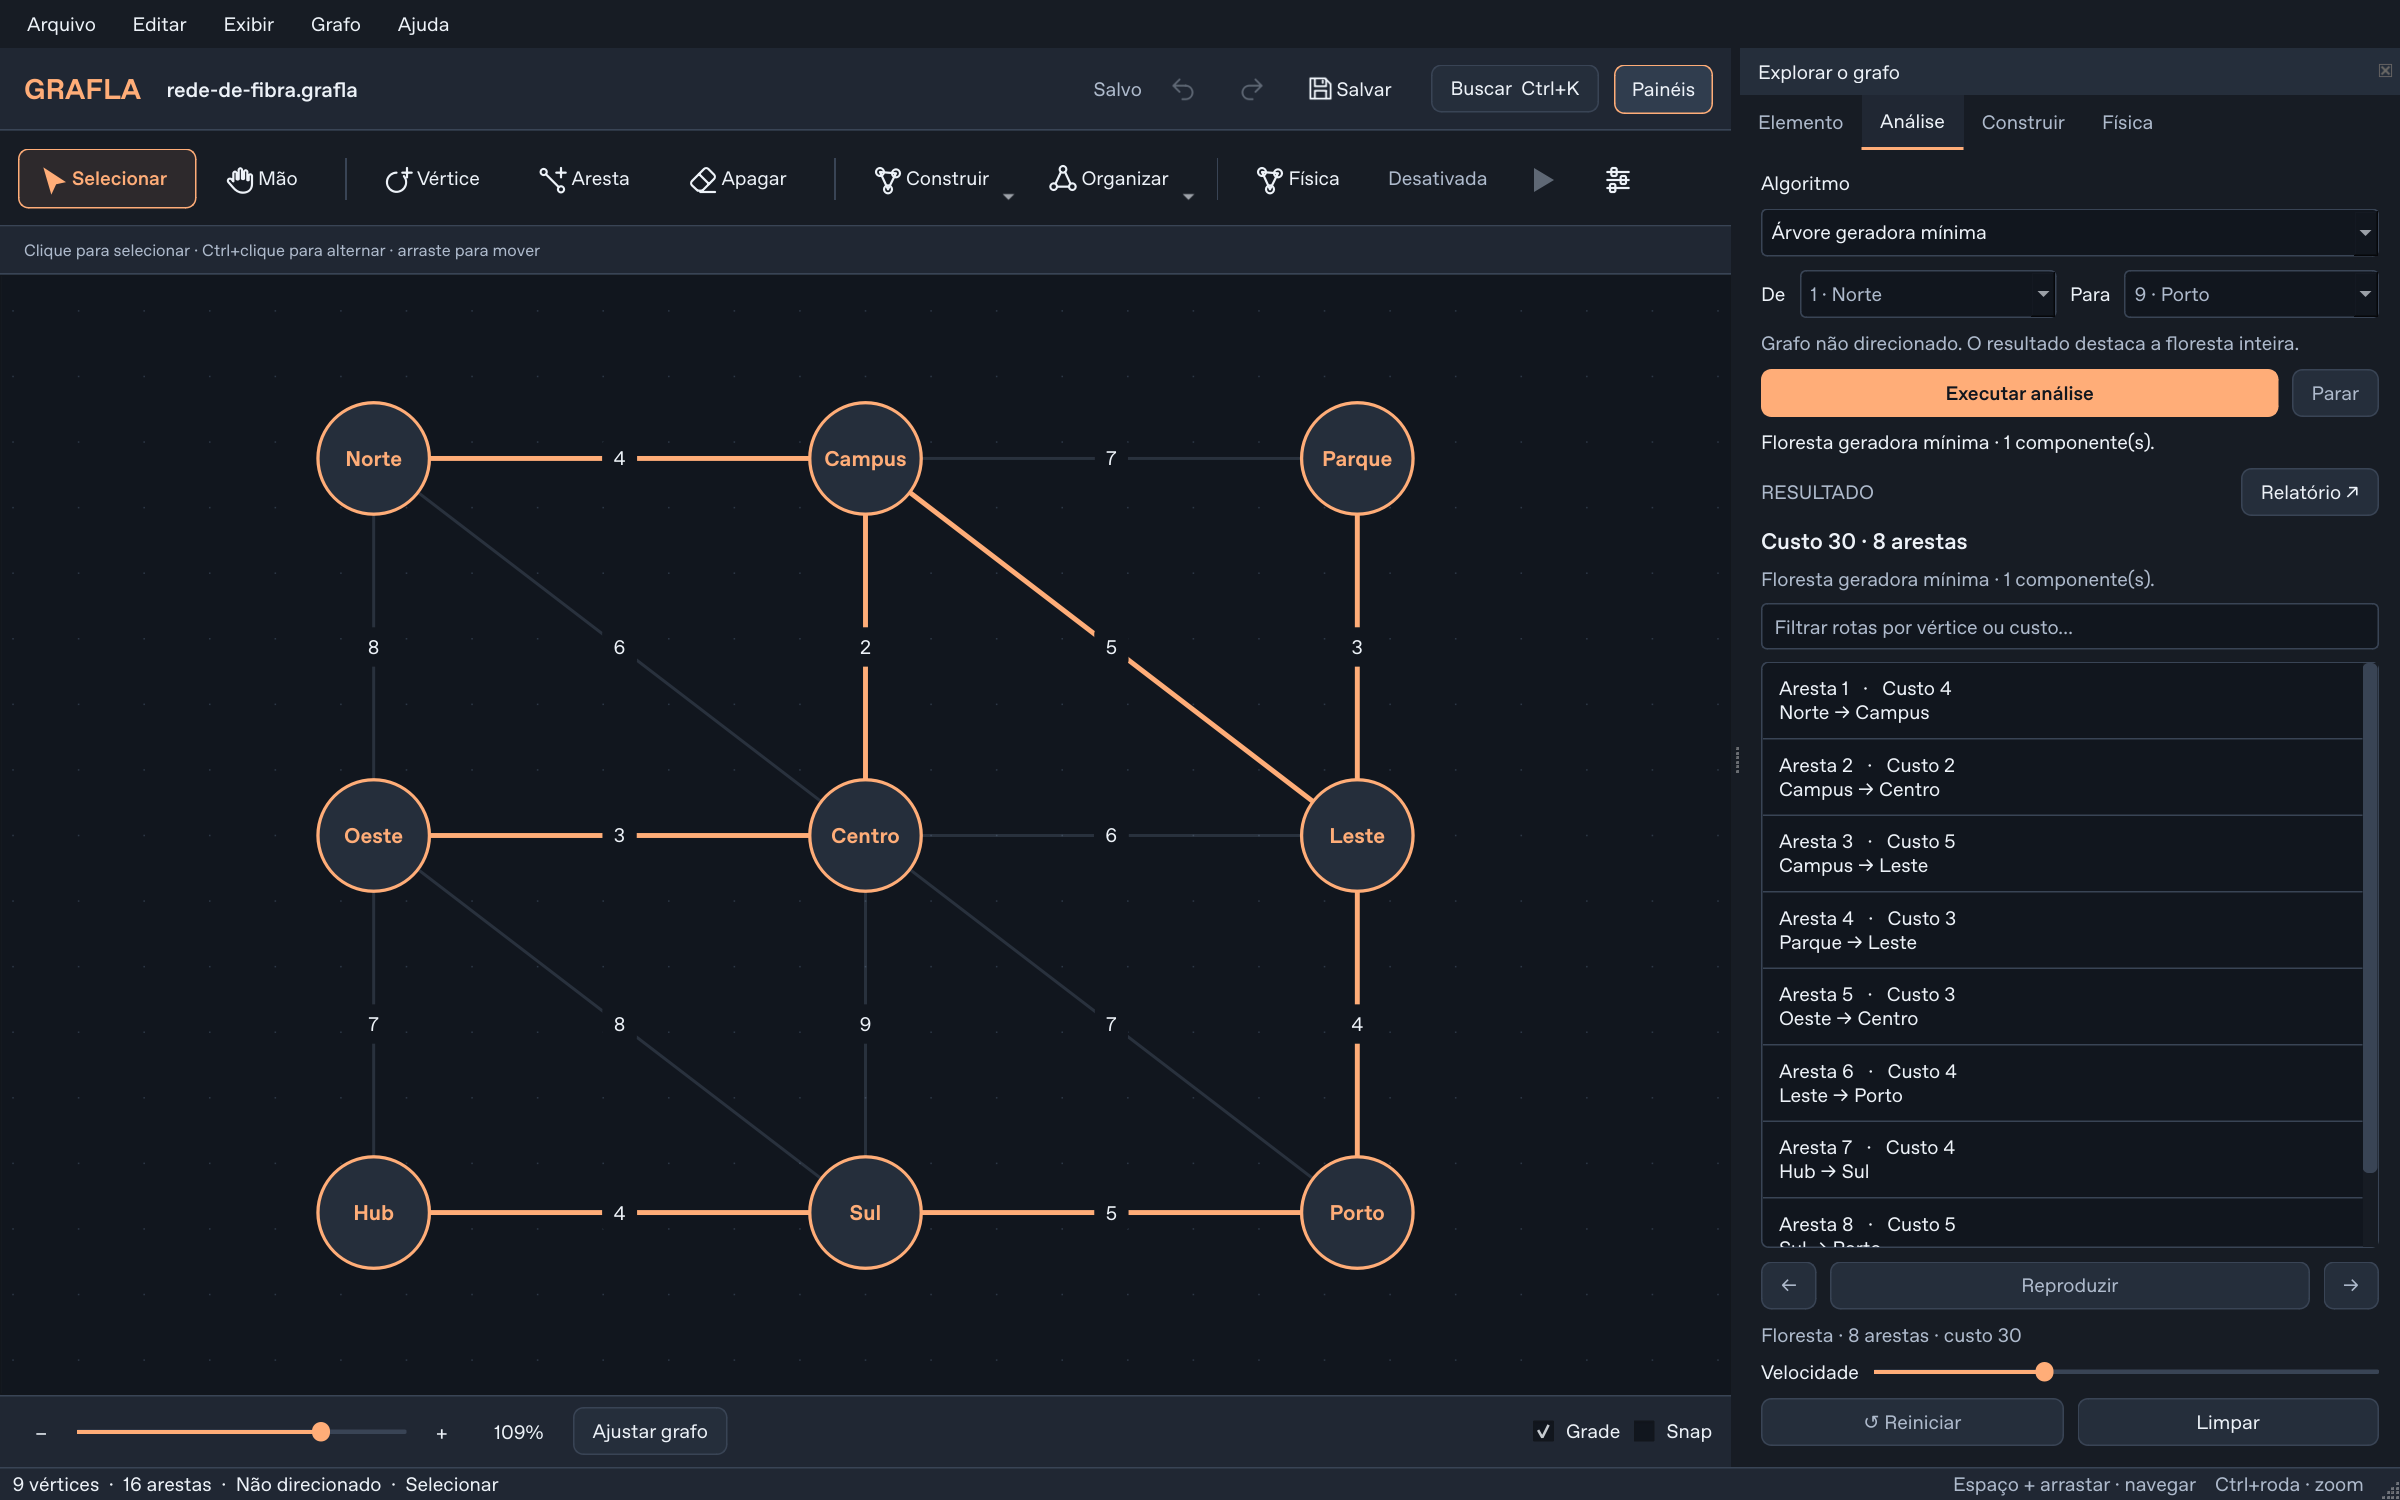 Arquivo Editar Exibir Grafo Ajuda
GRAFLA rede-de-fibra.grafla Salvo Salvar Buscar Ctrl+K Painéis
Selecionar Mão Vértice Aresta Apagar Construir Organizar Física Desativada
Clique para selecionar · Ctrl+clique para alternar · arraste para mover
Norte 4 Campus 7 Parque
8 6 2 5 3
Oeste 3 Centro 6 Leste
7 8 9 7 4
Hub 4 Sul 5 Porto
– + 109% Ajustar grafo ✓ Grade Snap
9 vértices · 16 arestas · Não direcionado · Selecionar
Explorar o grafo
Elemento Análise Construir Física
Algoritmo
Árvore geradora mínima
De 1 · Norte Para 9 · Porto
Grafo não direcionado. O resultado destaca a floresta inteira.
Executar análise Parar
Floresta geradora mínima · 1 componente(s).
RESULTADO Relatório ↗
Custo 30 · 8 arestas
Floresta geradora mínima · 1 componente(s).
Filtrar rotas por vértice ou custo...
Aresta 1 · Custo 4
Norte → Campus
Aresta 2 · Custo 2
Campus → Centro
Aresta 3 · Custo 5
Campus → Leste
Aresta 4 · Custo 3
Parque → Leste
Aresta 5 · Custo 3
Oeste → Centro
Aresta 6 · Custo 4
Leste → Porto
Aresta 7 · Custo 4
Hub → Sul
Aresta 8 · Custo 5
Sul → Porto
← Reproduzir →
Floresta · 8 arestas · custo 30
Velocidade
↺ Reiniciar Limpar
Espaço + arrastar · navegar Ctrl+roda · zoom